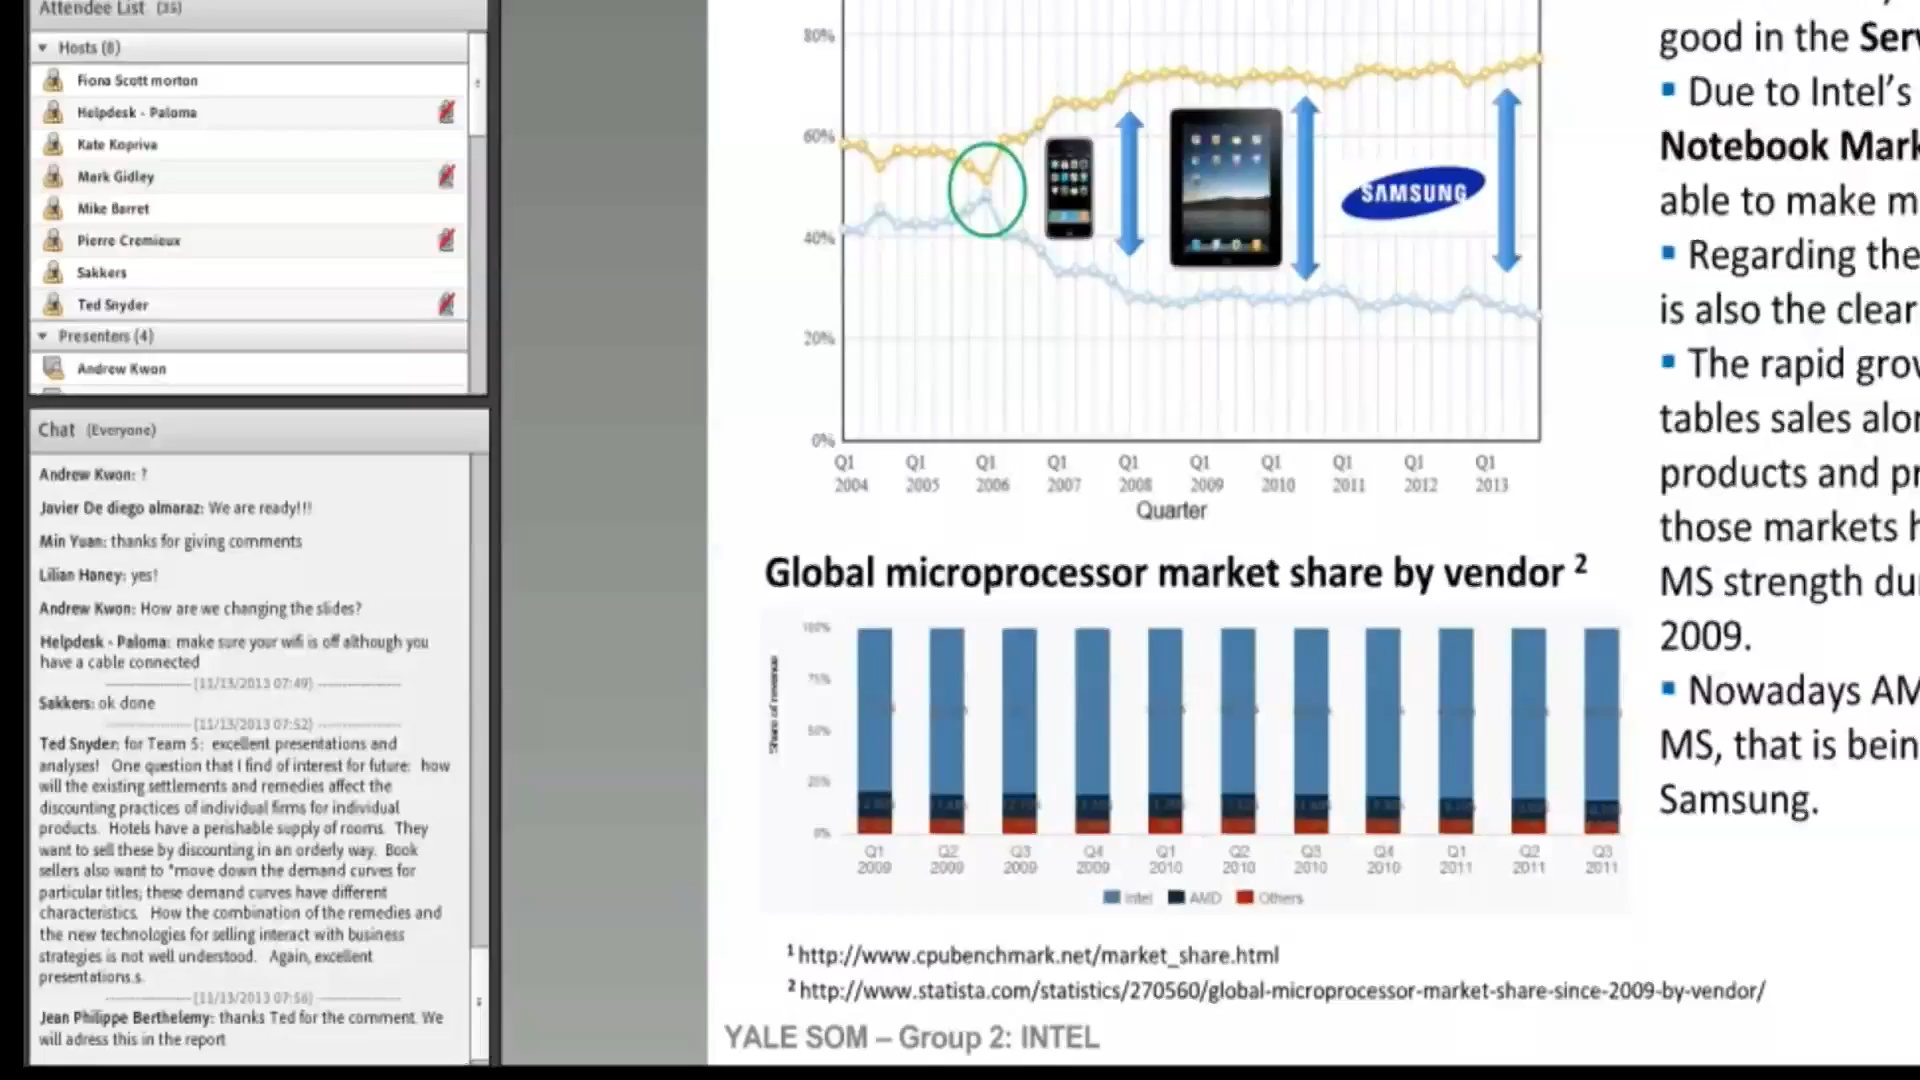 Attendee List (35)
Hosts (8)
Fiona Scott morton
Helpdesk - Paloma
Kate Kopriva
Mark Gidley
Mike Barret
Pierre Cremieux
Sakkers
Ted Snyder
Presenters (4)
Andrew Kwon
Chat (Everyone)
Andrew Kwon: ?
Javier De diego almaraz: We are ready!!!
Min Yuan: thanks for giving comments
Lilian Haney: yes!
Andrew Kwon: How are we changing the slides?
Helpdesk - Paloma: make sure your wifi is off although you
have a cable connected
(11/13/2013 07:49)
Sakkers: ok done
(11/13/2013 07:52)
Ted Snyder: for Team 5: excellent presentations and
analyses! One question that I find of interest for future: how
will the existing settlements and remedies affect the
discounting practices of individual firms for individual
products. Hotels have a perishable supply of rooms. They
want to sell these by discounting in an orderly way. Book
sellers also want to "move down the demand curves for
particular titles; these demand curves have different
characteristics. How the combination of the remedies and
the new technologies for selling interact with business
strategies is not well understood. Again, excellent
presentations.s.
(11/13/2013 07:56)
Jean Philippe Berthelemy: thanks Ted for the comment. We
will adress this in the report
80%
60%
40%
20%
0%
SAMSUNG
Q1 Q1 Q1 Q1 Q1 Q1 Q1 Q1 Q1 Q1
2004 2005 2006 2007 2008 2009 2010 2011 2012 2013
Quarter
Global microprocessor market share by vendor 2
Share of revenue
100%
75%
50%
25%
0%
Q1 Q2 Q3 Q4 Q1 Q2 Q3 Q4 Q1 Q2 Q3
2009 2009 2009 2009 2010 2010 2010 2010 2011 2011 2011
Intel AMD Others
1 http://www.cpubenchmark.net/market_share.html
2 http://www.statista.com/statistics/270560/global-microprocessor-market-share-since-2009-by-vendor/
YALE SOM – Group 2: INTEL
good in the Serv
▪ Due to Intel's
Notebook Mark
able to make m
▪ Regarding the
is also the clear
▪ The rapid grow
tables sales alon
products and pr
those markets h
MS strength du
2009.
▪ Nowadays AM
MS, that is bein
Samsung.